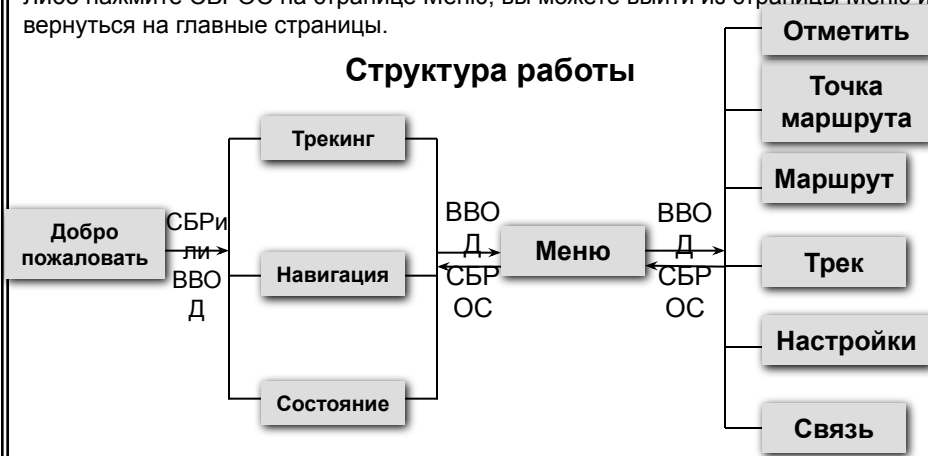 Либо нажмите СБРОС на странице Меню, вы можете выйти из страницы Меню и
вернуться на главные страницы.
Структура работы
Добро
пожаловать
СБРи
ли
ВВО
Д
Трекинг
Навигация
Состояние
ВВО
Д
СБР
ОС
Меню
ВВО
Д
СБР
ОС
Отметить
Точка
маршрута
Маршрут
Трек
Настройки
Связь